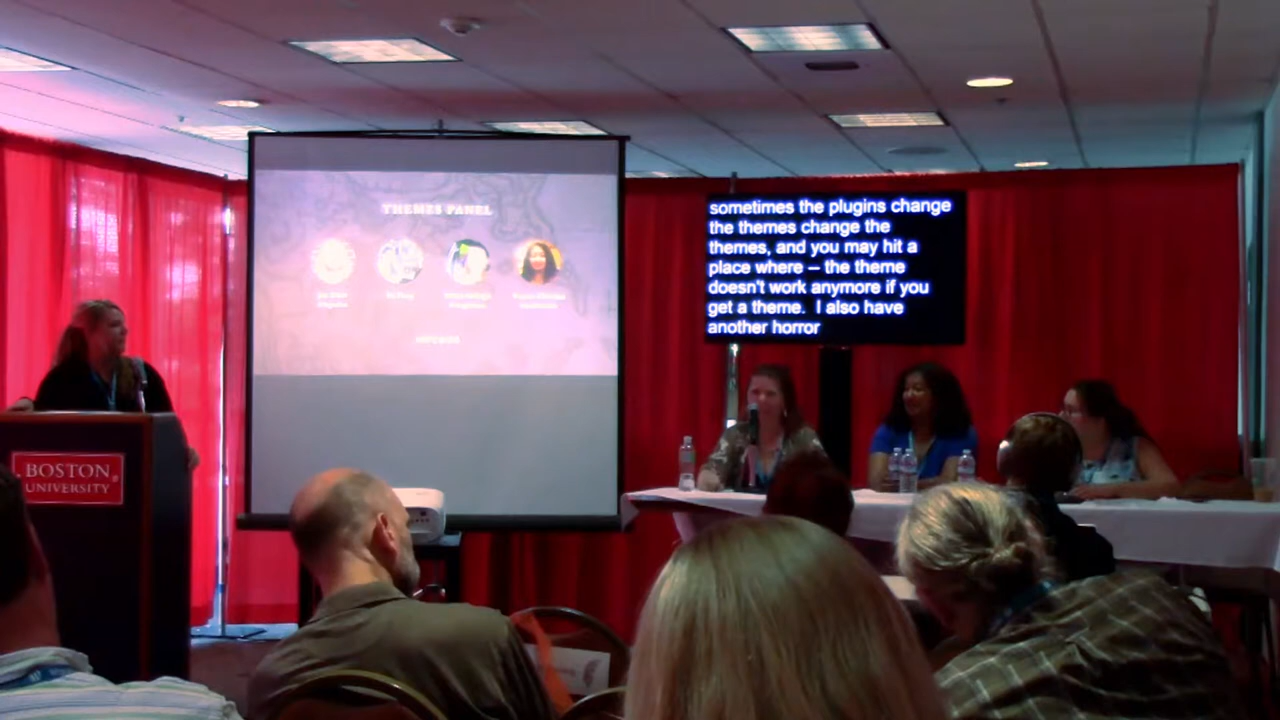 THEMES PANEL
sometimes the plugins change
the themes change the
themes, and you may hit a
place where – the theme
doesn't work anymore if you
get a theme.  I also have
another horror
BOSTON
UNIVERSITY